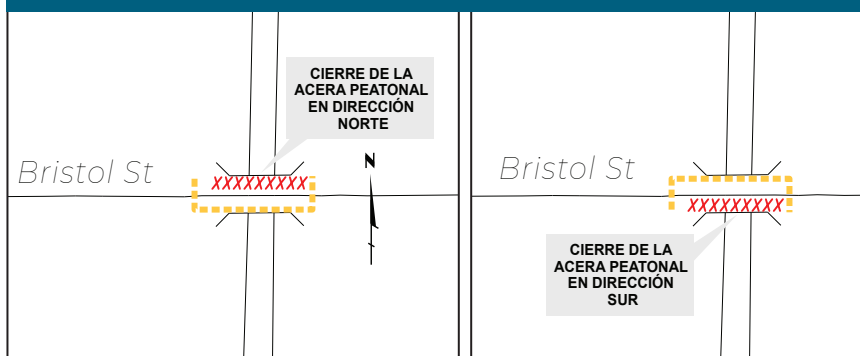 CIERRE DE LA
ACERA PEATONAL
EN DIRECCIÓN
NORTE
Bristol St
XXXXXXXXX
N
Bristol St
XXXXXXXXX
CIERRE DE LA
ACERA PEATONAL
EN DIRECCIÓN
SUR